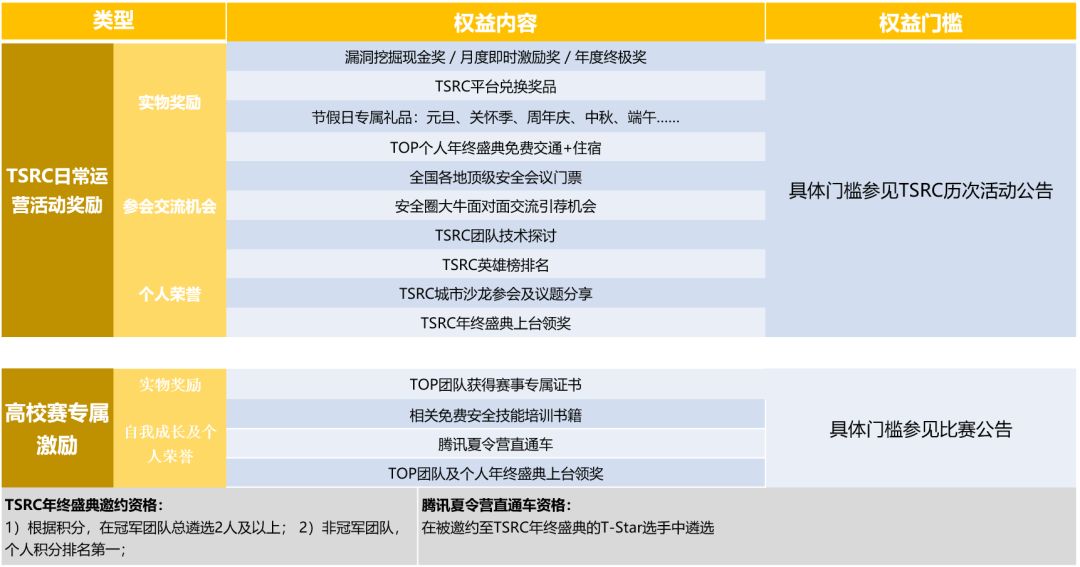 类型
权益内容
权益门槛
TSRC日常运
营活动奖励
实物奖励
漏洞挖掘现金奖 / 月度即时激励奖 / 年度终极奖
TSRC平台兑换奖品
节假日专属礼品：元旦、关怀季、周年庆、中秋、端午……
TOP个人年终盛典免费交通+住宿
参会交流机会
全国各地顶级安全会议门票
安全圈大牛面对面交流引荐机会
TSRC团队技术探讨
个人荣誉
TSRC英雄榜排名
TSRC城市沙龙参会及议题分享
TSRC年终盛典上台领奖
具体门槛参见TSRC历次活动公告
高校赛专属
激励
实物奖励
TOP团队获得赛事专属证书
自我成长及个
人荣誉
相关免费安全技能培训书籍
腾讯夏令营直通车
TOP团队及个人年终盛典上台领奖
具体门槛参见比赛公告
TSRC年终盛典邀约资格：
1）根据积分，在冠军团队总遴选2人及以上； 2）非冠军团队，
个人积分排名第一；
腾讯夏令营直通车资格：
在被邀约至TSRC年终盛典的T-Star选手中遴选